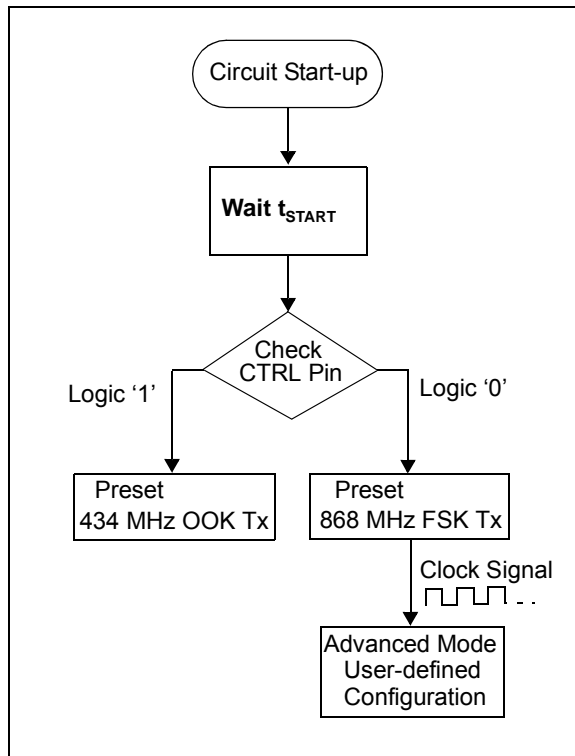 Circuit Start-up
Wait tSTART
Check
CTRL Pin
Logic ‘1’
Logic ‘0’
Preset
434 MHz OOK Tx
Preset
868 MHz FSK Tx
Clock Signal
Advanced Mode
User-defined
Configuration